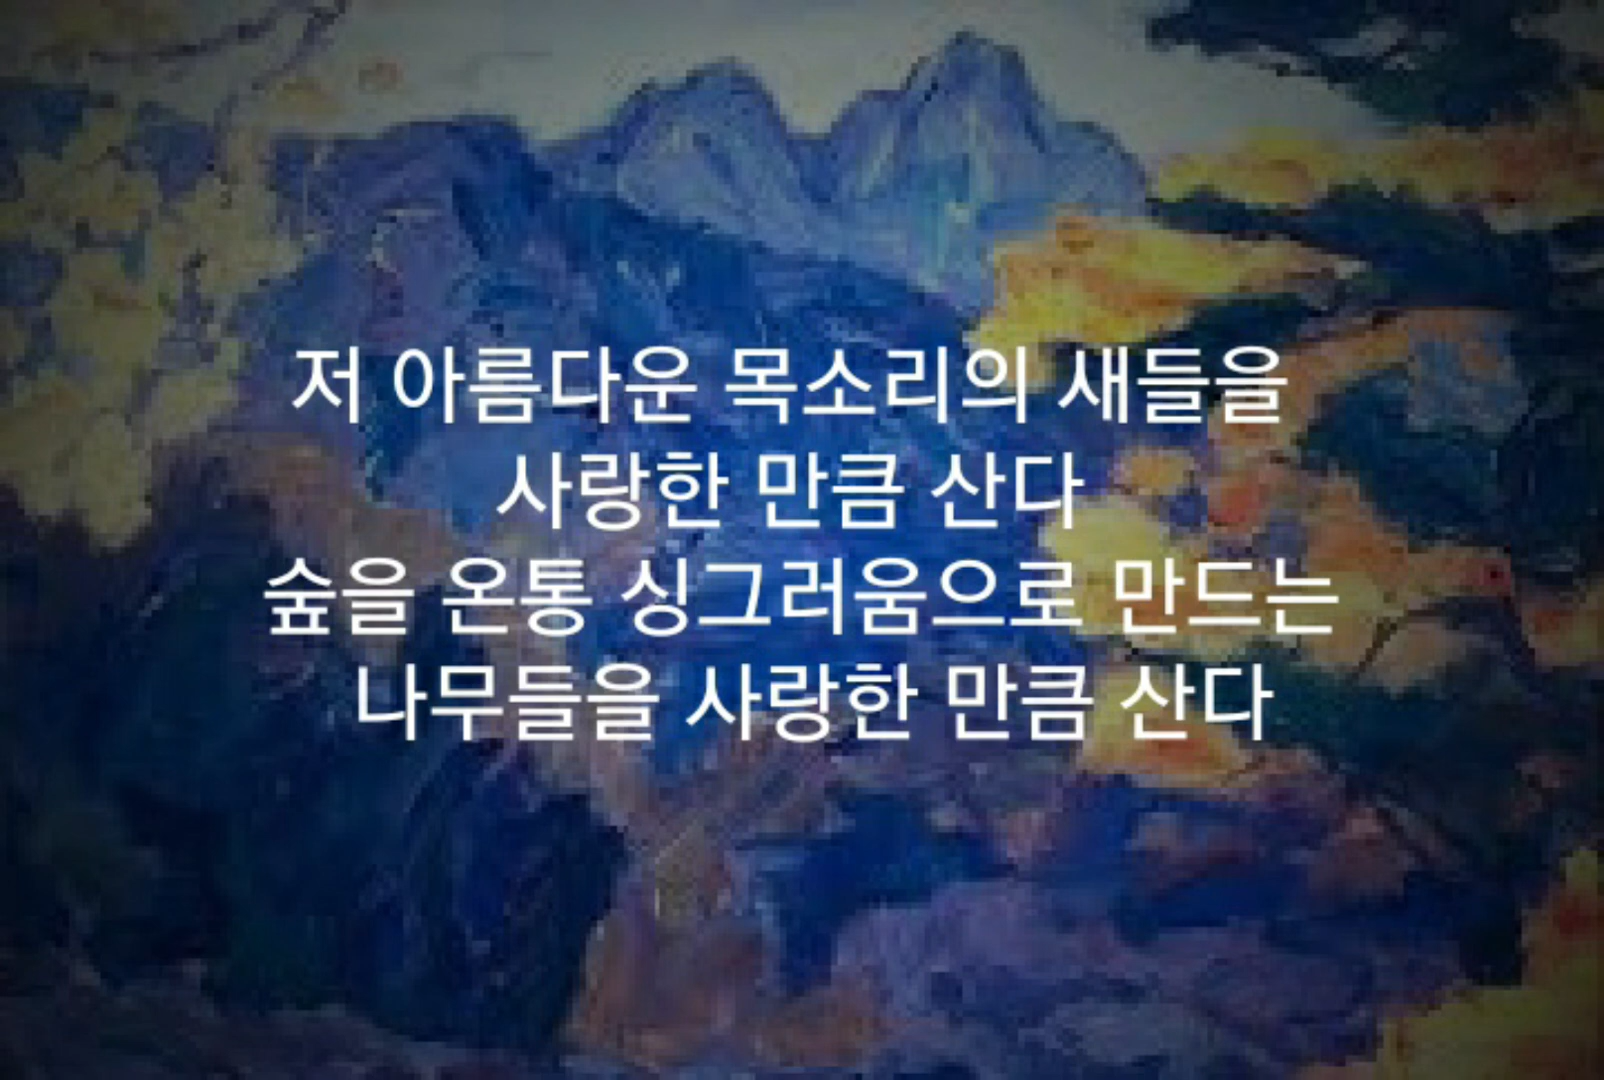 저 아름다운 목소리의 새들을
사랑한 만큼 산다
숲을 온통 싱그러움으로 만드는
나무들을 사랑한 만큼 산다